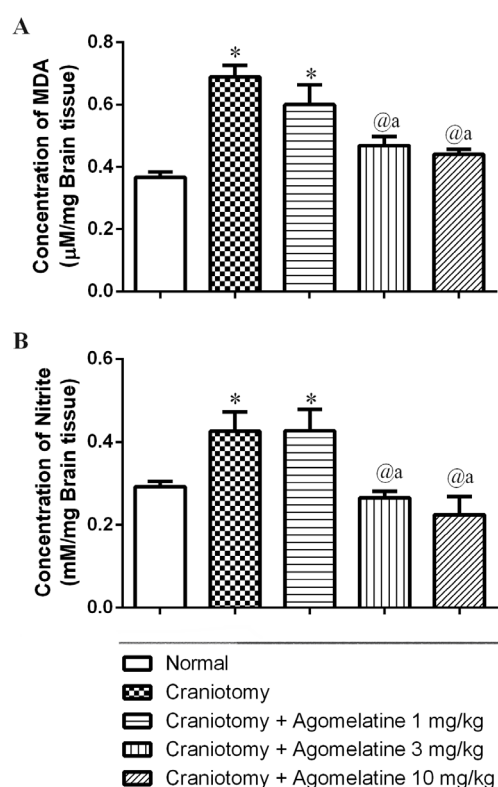 A
Concentration of MDA
(μM/mg Brain tissue)
0.8
0.6
0.4
0.2
0.0
*
*
@a
@a
B
Concentration of Nitrite
(mM/mg Brain tissue)
0.6
0.4
0.2
0.0
*
*
@a
@a
Normal
Craniotomy
Craniotomy + Agomelatine 1 mg/kg
Craniotomy + Agomelatine 3 mg/kg
Craniotomy + Agomelatine 10 mg/kg